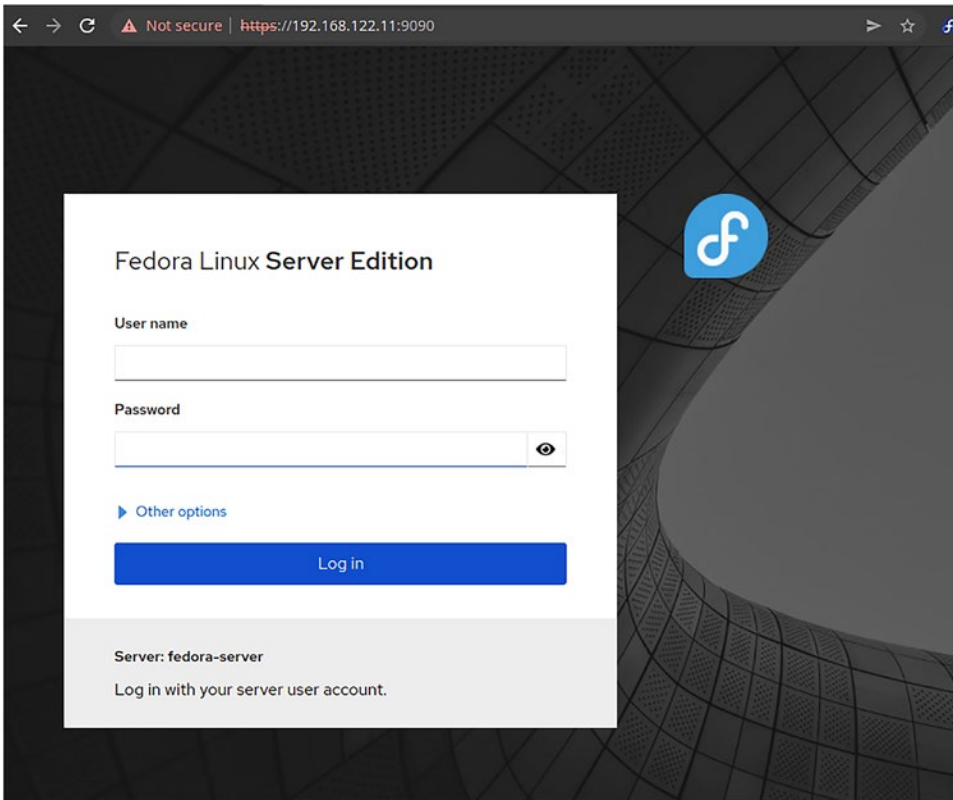 Not secure | https://192.168.122.11:9090
Fedora Linux Server Edition
User name
Password
Other options
Log in
Server: fedora-server
Log in with your server user account.